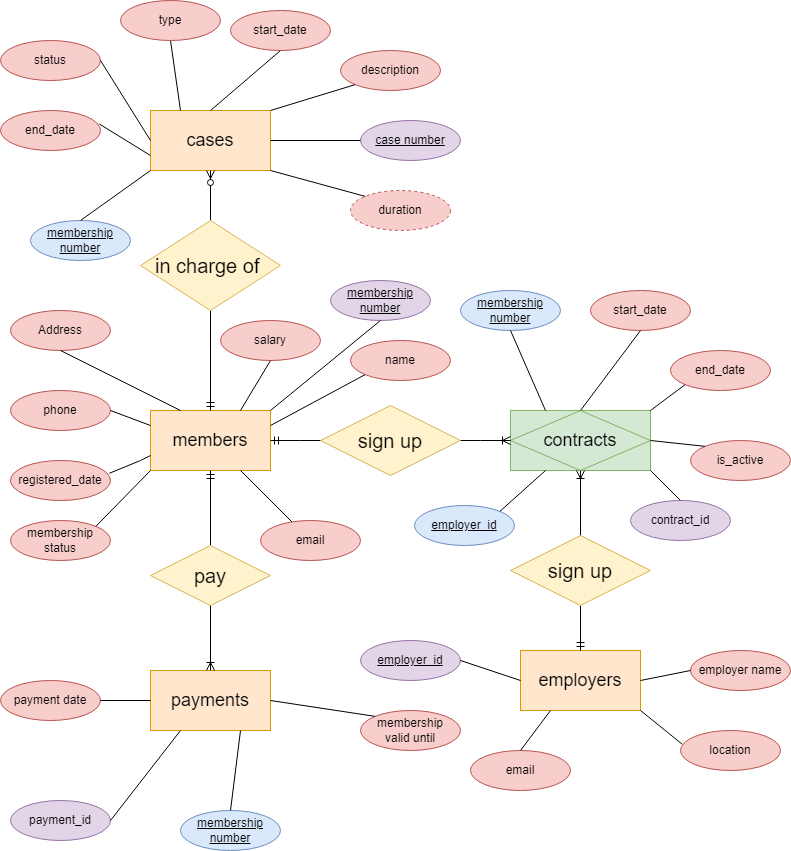 type
start_date
status
description
end_date
cases
case number
duration
membership
number
in charge of
membership
number
membership
number
start_date
Address
salary
name
end_date
phone
members
sign up
contracts
is_active
registered_date
membership
status
email
employer_id
contract_id
pay
sign up
employer_id
employer name
employers
payment date
payments
membership
valid until
location
email
payment_id
membership
number